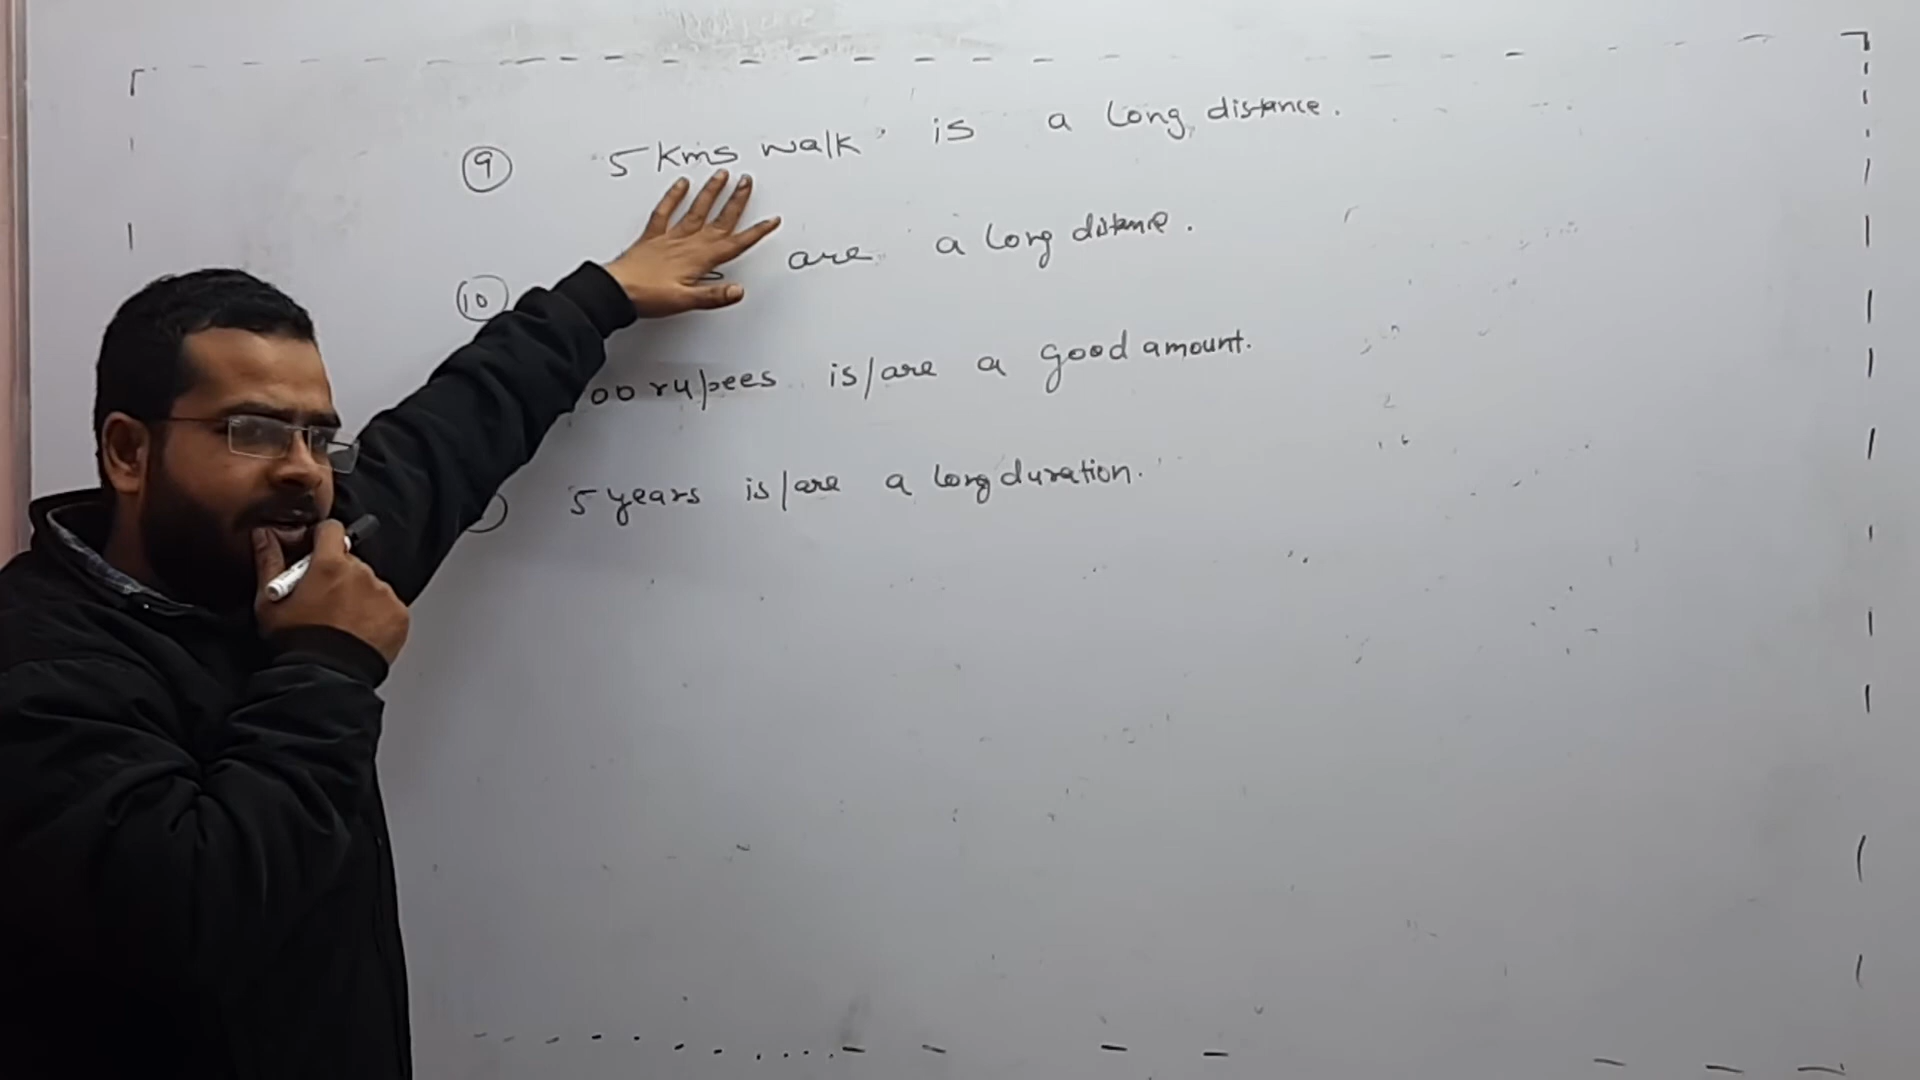 9 5 kms walk is a long distance.
10 are a long distance.
00 rupees is/are a good amount.
5 years is/are a long duration.